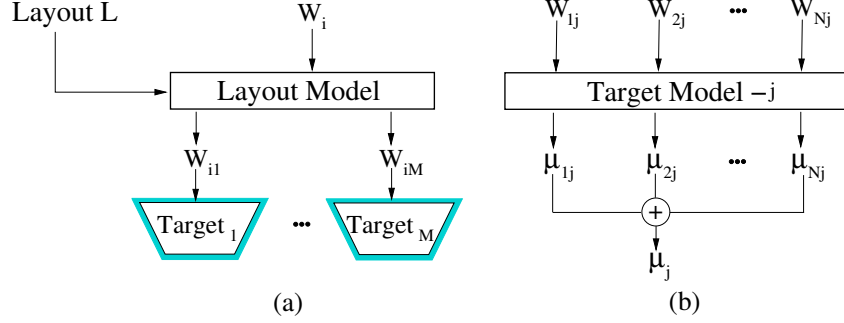 Layout L
W_i
Layout Model
W_i1
W_iM
Target_1
•••
Target_M
(a)
W_1j
W_2j
•••
W_Nj
Target Model -j
μ_1j
μ_2j
•••
μ_Nj
+
μ_j
(b)